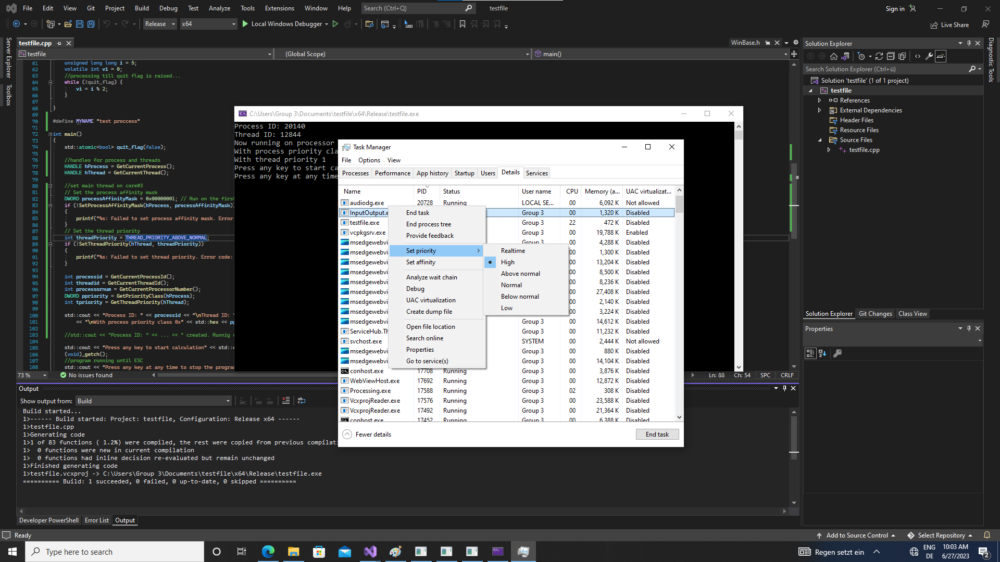 File Edit View Git Project Build Debug Test Analyze Tools Extensions Window Help Search (Ctrl+Q) testfile Sign in
Release x64 Local Windows Debugger Live Share
Server Explorer
Toolbox
testfile.cpp WinBase.h
testfile (Global Scope) main()
61 unsigned long long i = 5;
62 volatile int vi = 0;
63 //processing till quit flag is raised...
64 while (!quit_flag) {
65 vi = i % 2;
66 }
67
68 }
69
70 #define MYNAME "test proccess"
71
72 int main()
73 {
74 std::atomic<bool> quit_flag(false);
75
76 //handles for process and threads
77 HANDLE hProcess = GetCurrentProcess();
78 HANDLE hThread = GetCurrentThread();
79
80 //set main thread on core#3
81 // Set the process affinity mask
82 DWORD processAffinityMask = 0x00000001; // Run on the first
83 if (!SetProcessAffinityMask(hProcess, processAffinityMask)
84 {
85 printf("%s: Failed to set process affinity mask. Error
86 }
87 // Set the thread priority
88 int threadPriority = THREAD_PRIORITY_ABOVE_NORMAL;
89 if (!SetThreadPriority(hThread, threadPriority))
90 {
91 printf("%s: Failed to set thread priority. Error code:
92 }
93
94 int processid = GetCurrentProcessId();
95 int threadid = GetCurrentThreadId();
96 int processornum = GetCurrentProcessorNumber();
97 DWORD ppriority = GetPriorityClass(hProcess);
98 int tpriority = GetThreadPriority(hThread);
99
100 std::cout << "Process ID: " << processid << "\nThread ID: "
101 << "\nWith process priority class 0x" << std::hex << pp
102
103 //std::cout << "Process ID: " << ... << " created. Runnig o
104
105 std::cout << "Press any key to start calculation" << std::e
106 (void)_getch();
107 //program running until ESC
108 std::cout << "Press any key at any time to stop the program
73 % No issues found Ln: 88 Ch: 54 SPC CRLF
C:\Users\Group 3\Documents\testfile\x64\Release\testfile.exe
Process ID: 20140
Thread ID: 12844
Now running on processor
With process priority cla
With thread priority 1
Press any key to start ca
Press any key at any time
Task Manager
File Options View
Processes Performance App history Startup Users Details Services
Name PID Status User name CPU Memory (a... UAC virtualizat...
audiodg.exe 20728 Running LOCAL SE... 00 6,092 K Not allowed
InputOutput.e Group 3 00 1,320 K Disabled
testfile.exe Group 3 22 472 K Disabled
vcpkgsrv.exe Group 3 00 19,788 K Enabled
msedgewebvi Group 3 00 4,288 K Disabled
msedgewebvi 00 1,300 K Disabled
msedgewebvi 00 13,204 K Disabled
msedgewebvi 00 8,500 K Disabled
msedgewebvi 00 8,236 K Disabled
msedgewebvi 00 27,408 K Disabled
msedgewebvi 00 2,140 K Disabled
msedgewebvi 00 3,224 K Disabled
msedgewebvi Group 3 00 14,612 K Disabled
ServiceHub.Th Group 3 00 11,232 K Disabled
svchost.exe SYSTEM 00 2,444 K Not allowed
msedgewebvi Group 3 00 880 K Disabled
msedgewebvi Group 3 00 14,104 K Disabled
conhost.exe 17708 Running Group 3 00 3,876 K Disabled
WebViewHost.exe 17692 Running Group 3 00 12,872 K Disabled
Processing.exe 17588 Running Group 3 02 308 K Disabled
VcxprojReader.exe 17576 Running Group 3 00 23,588 K Disabled
VcxprojReader.exe 17492 Running Group 3 00 21,364 K Disabled
conhost.exe 17452 Running Group 3 00 6,388 K Disabled
Fewer details End task
End task
End process tree
Provide feedback
Set priority
Set affinity
Analyze wait chain
Debug
UAC virtualization
Create dump file
Open file location
Search online
Properties
Go to service(s)
Realtime
High
Above normal
Normal
Below normal
Low
Solution Explorer
Search Solution Explorer (Ctrl+ü)
Solution 'testfile' (1 of 1 project)
testfile
References
External Dependencies
Header Files
Resource Files
Source Files
testfile.cpp
Solution Explorer Git Changes Class View
Properties
Diagnostic Tools
Output
Show output from: Build
Build started...
1>------ Build started: Project: testfile, Configuration: Release x64 ------
1>testfile.cpp
1>Generating code
1>1 of 83 functions ( 1.2%) were compiled, the rest were copied from previous compilati
1>  0 functions were new in current compilation
1>  0 functions had inline decision re-evaluated but remain unchanged
1>Finished generating code
1>testfile.vcxproj -> C:\Users\Group 3\Documents\testfile\x64\Release\testfile.exe
========== Build: 1 succeeded, 0 failed, 0 up-to-date, 0 skipped ==========
Developer PowerShell Error List Output
Ready Add to Source Control Select Repository
Type here to search Regen setzt ein ENG 10:03 AM
DE 6/27/2023 2